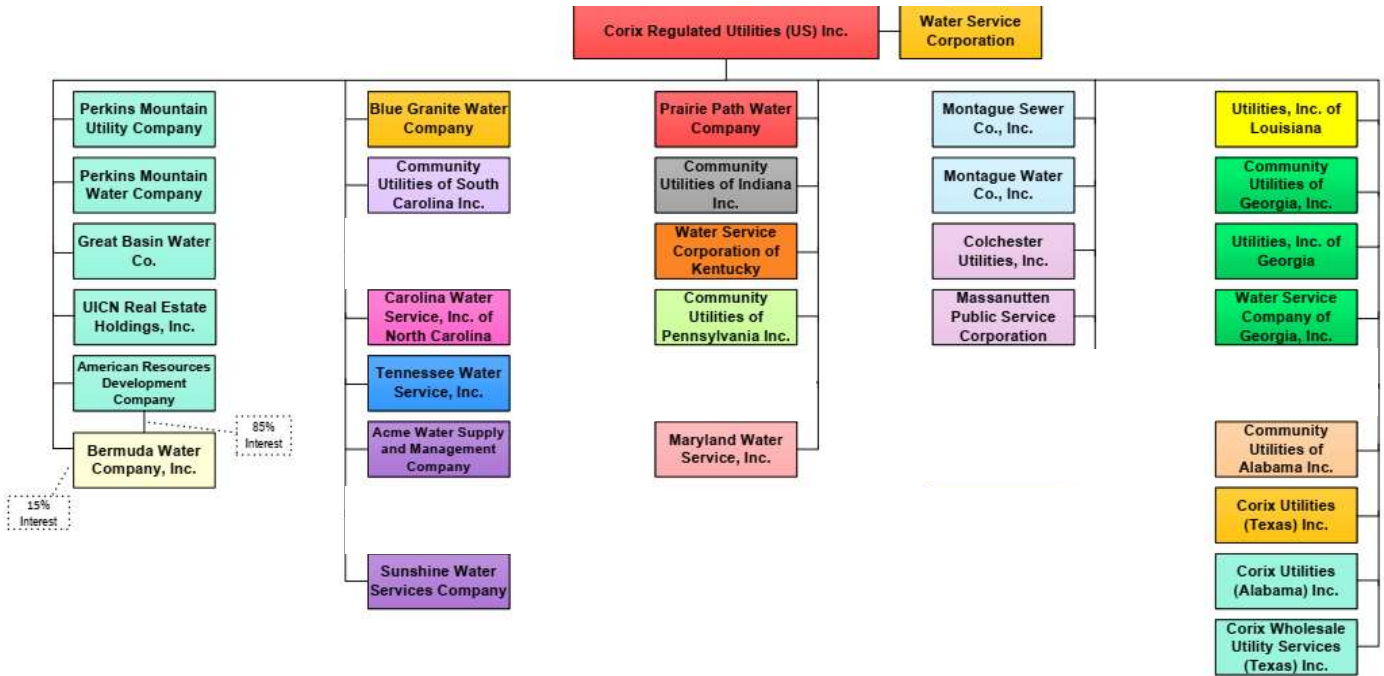 Corix Regulated Utilities (US) Inc.
Water Service
Corporation
Perkins Mountain
Utility Company
Perkins Mountain
Water Company
Great Basin Water
Co.
UICN Real Estate
Holdings, Inc.
American Resources
Development
Company
85%
Interest
Bermuda Water
Company, Inc.
15%
Interest
Blue Granite Water
Company
Community
Utilities of South
Carolina Inc.
Carolina Water
Service, Inc. of
North Carolina
Tennessee Water
Service, Inc.
Acme Water Supply
and Management
Company
Sunshine Water
Services Company
Prairie Path Water
Company
Community
Utilities of Indiana
Inc.
Water Service
Corporation of
Kentucky
Community
Utilities of
Pennsylvania Inc.
Maryland Water
Service, Inc.
Montague Sewer
Co., Inc.
Montague Water
Co., Inc.
Colchester
Utilities, Inc.
Massanutten
Public Service
Corporation
Utilities, Inc. of
Louisiana
Community
Utilities of
Georgia, Inc.
Utilities, Inc. of
Georgia
Water Service
Company of
Georgia, Inc.
Community
Utilities of
Alabama Inc.
Corix Utilities
(Texas) Inc.
Corix Utilities
(Alabama) Inc.
Corix Wholesale
Utility Services
(Texas) Inc.